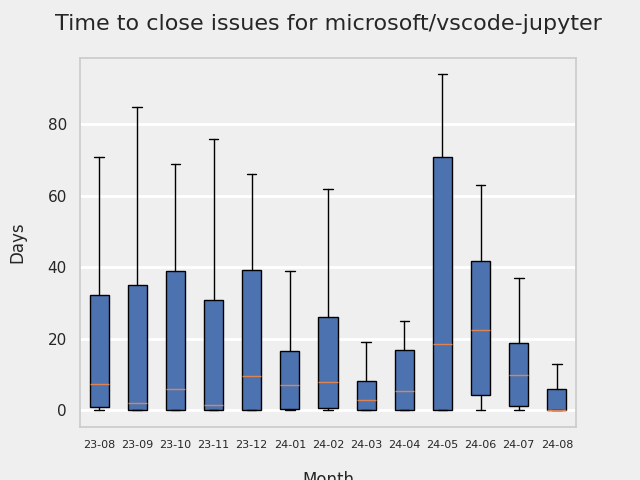 Time to close issues for microsoft/vscode-jupyter
Days
80
60
40
20
0
23-08 23-09 23-10 23-11 23-12 24-01 24-02 24-03 24-04 24-05 24-06 24-07 24-08
Month